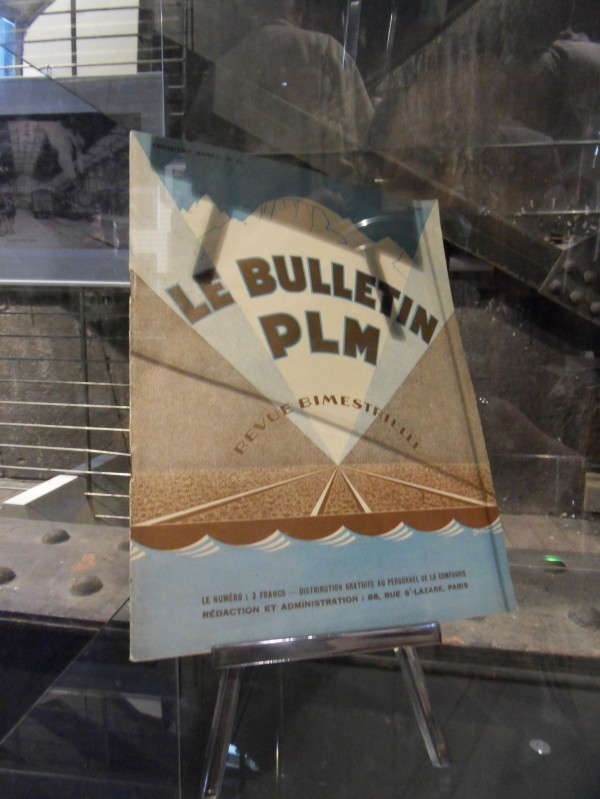 LE BULLETIN
PLM
REVUE BIMESTRIELLE
LE NUMÉRO : 3 FRANCS — DISTRIBUTION GRATUITE AU PERSONNEL DE LA COMPAGNIE
RÉDACTION ET ADMINISTRATION : 88, RUE ST-LAZARE, PARIS